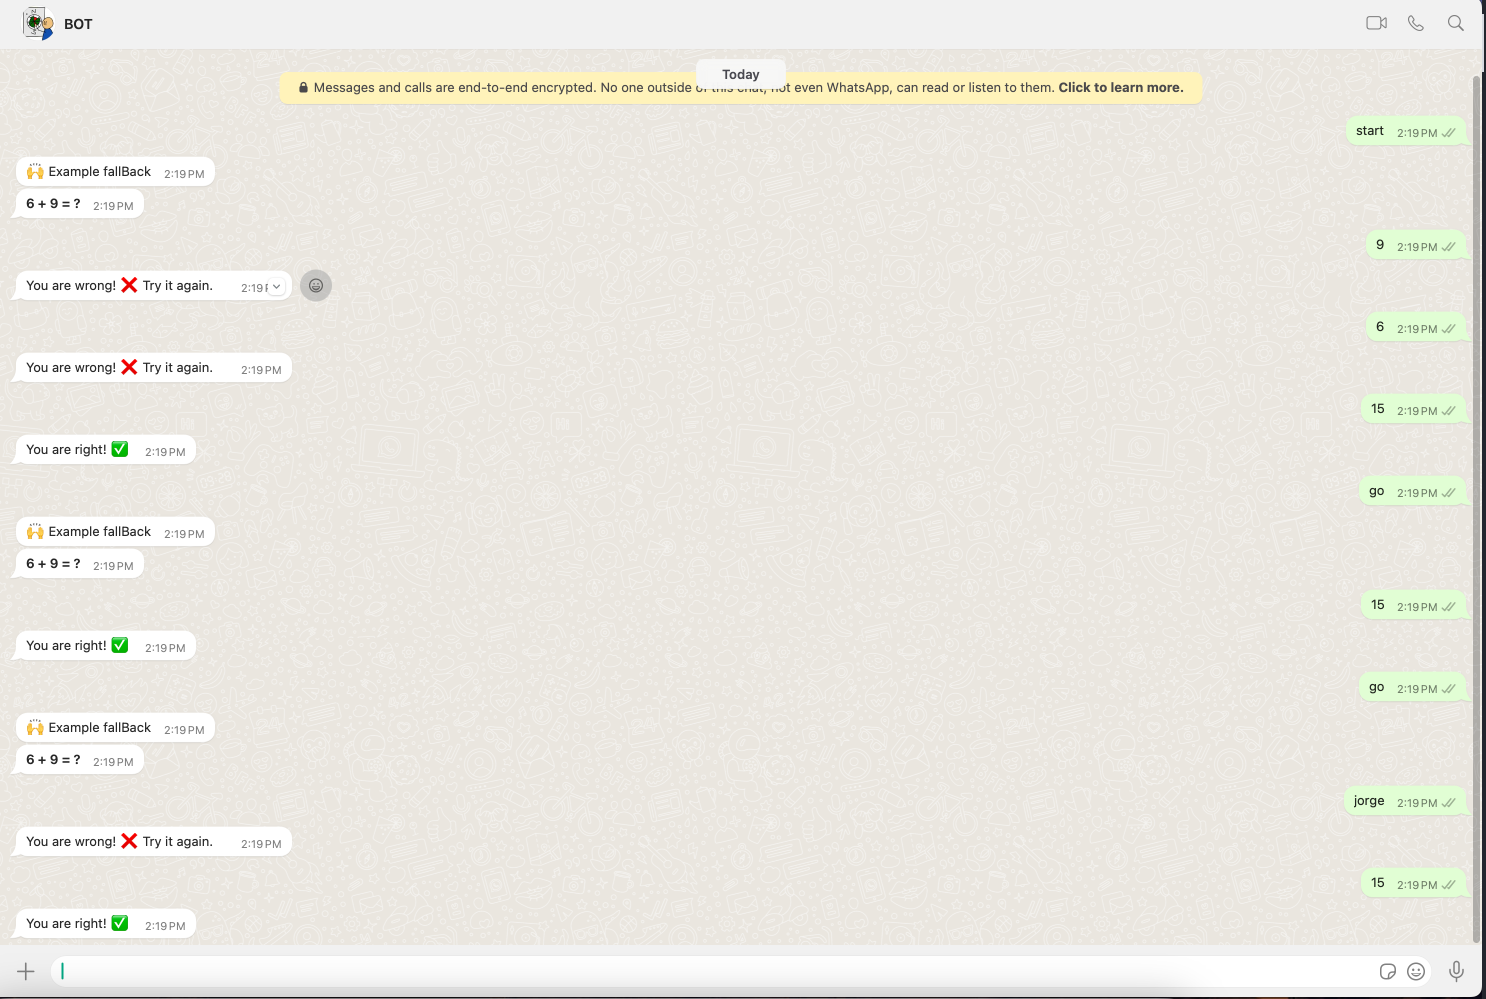 BOT
Today
Messages and calls are end-to-end encrypted. No one outside of this chat, not even WhatsApp, can read or listen to them. Click to learn more.
start 2:19 PM
🙌 Example fallBack 2:19 PM
6 + 9 = ? 2:19 PM
9 2:19 PM
You are wrong! ❌ Try it again. 2:19
6 2:19 PM
You are wrong! ❌ Try it again. 2:19 PM
15 2:19 PM
You are right! ✅ 2:19 PM
go 2:19 PM
🙌 Example fallBack 2:19 PM
6 + 9 = ? 2:19 PM
15 2:19 PM
You are right! ✅ 2:19 PM
go 2:19 PM
🙌 Example fallBack 2:19 PM
6 + 9 = ? 2:19 PM
jorge 2:19 PM
You are wrong! ❌ Try it again. 2:19 PM
15 2:19 PM
You are right! ✅ 2:19 PM